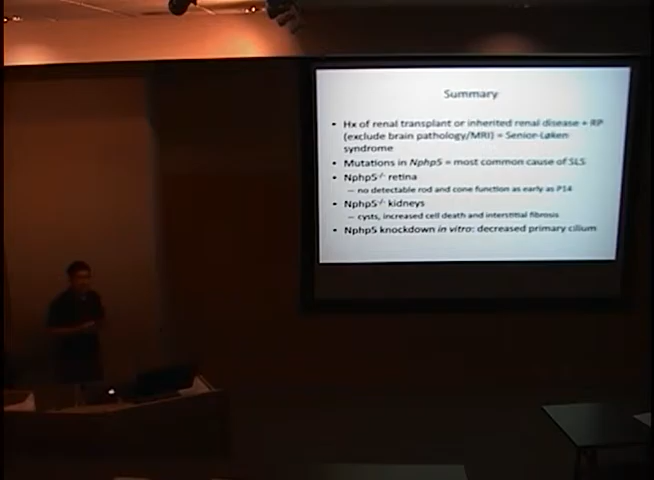 Summary
• Hx of renal transplant or inherited renal disease + RP
(exclude brain pathology/MRI) = Senior-Løken
syndrome
• Mutations in Nphp5 = most common cause of SLS
• Nphp5-/- retina
– no detectable rod and cone function as early as P14
• Nphp5-/- kidneys
– cysts, increased cell death and interstitial fibrosis
• Nphp5 knockdown in vitro: decreased primary cilium